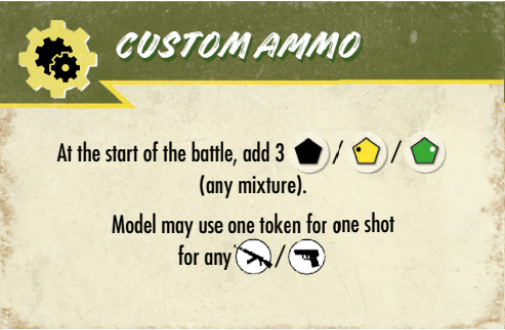 CUSTOM AMMO
At the start of the battle, add 3 / /
(any mixture).
Model may use one token for one shot
for any /